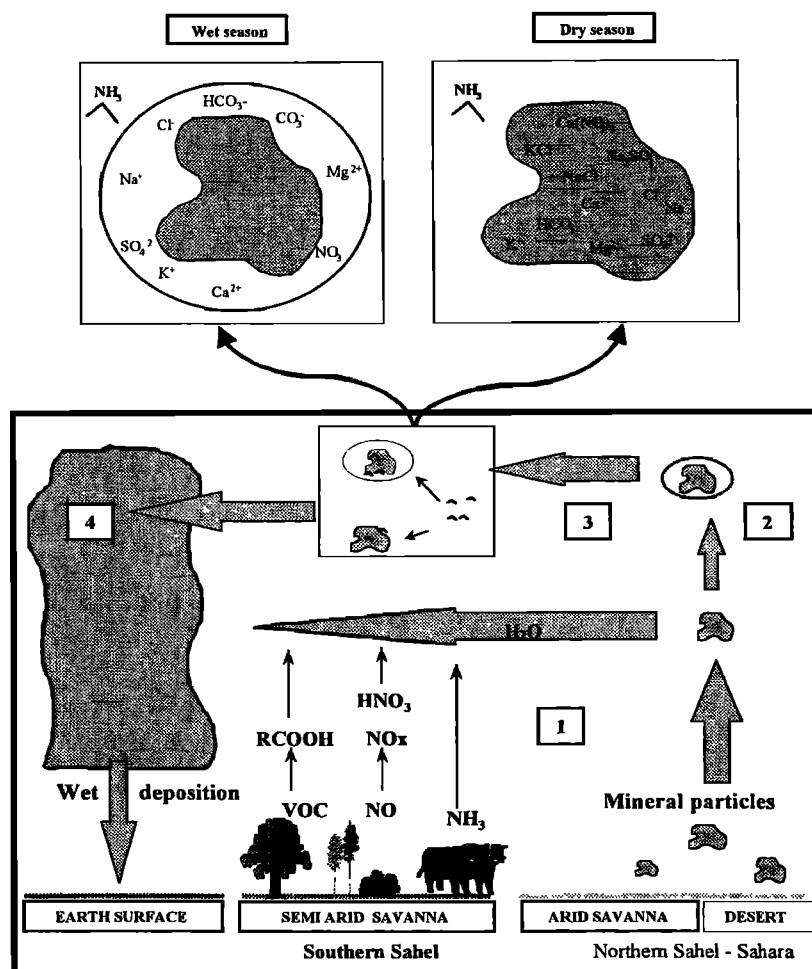 Wet season
Dry season
NH3
HCO3-
Cl-
CO3-
Na+
Mg2+
SO4 2
NO3
K+
Ca2+
NH3
KCl
NaCl
HCO3
K+
SO42-
4
3
2
H2O
HNO3
1
RCOOH
NOx
Wet deposition
VOC
NO
NH3
Mineral particles
EARTH SURFACE
SEMI ARID SAVANNA
ARID SAVANNA
DESERT
Southern Sahel
Northern Sahel - Sahara